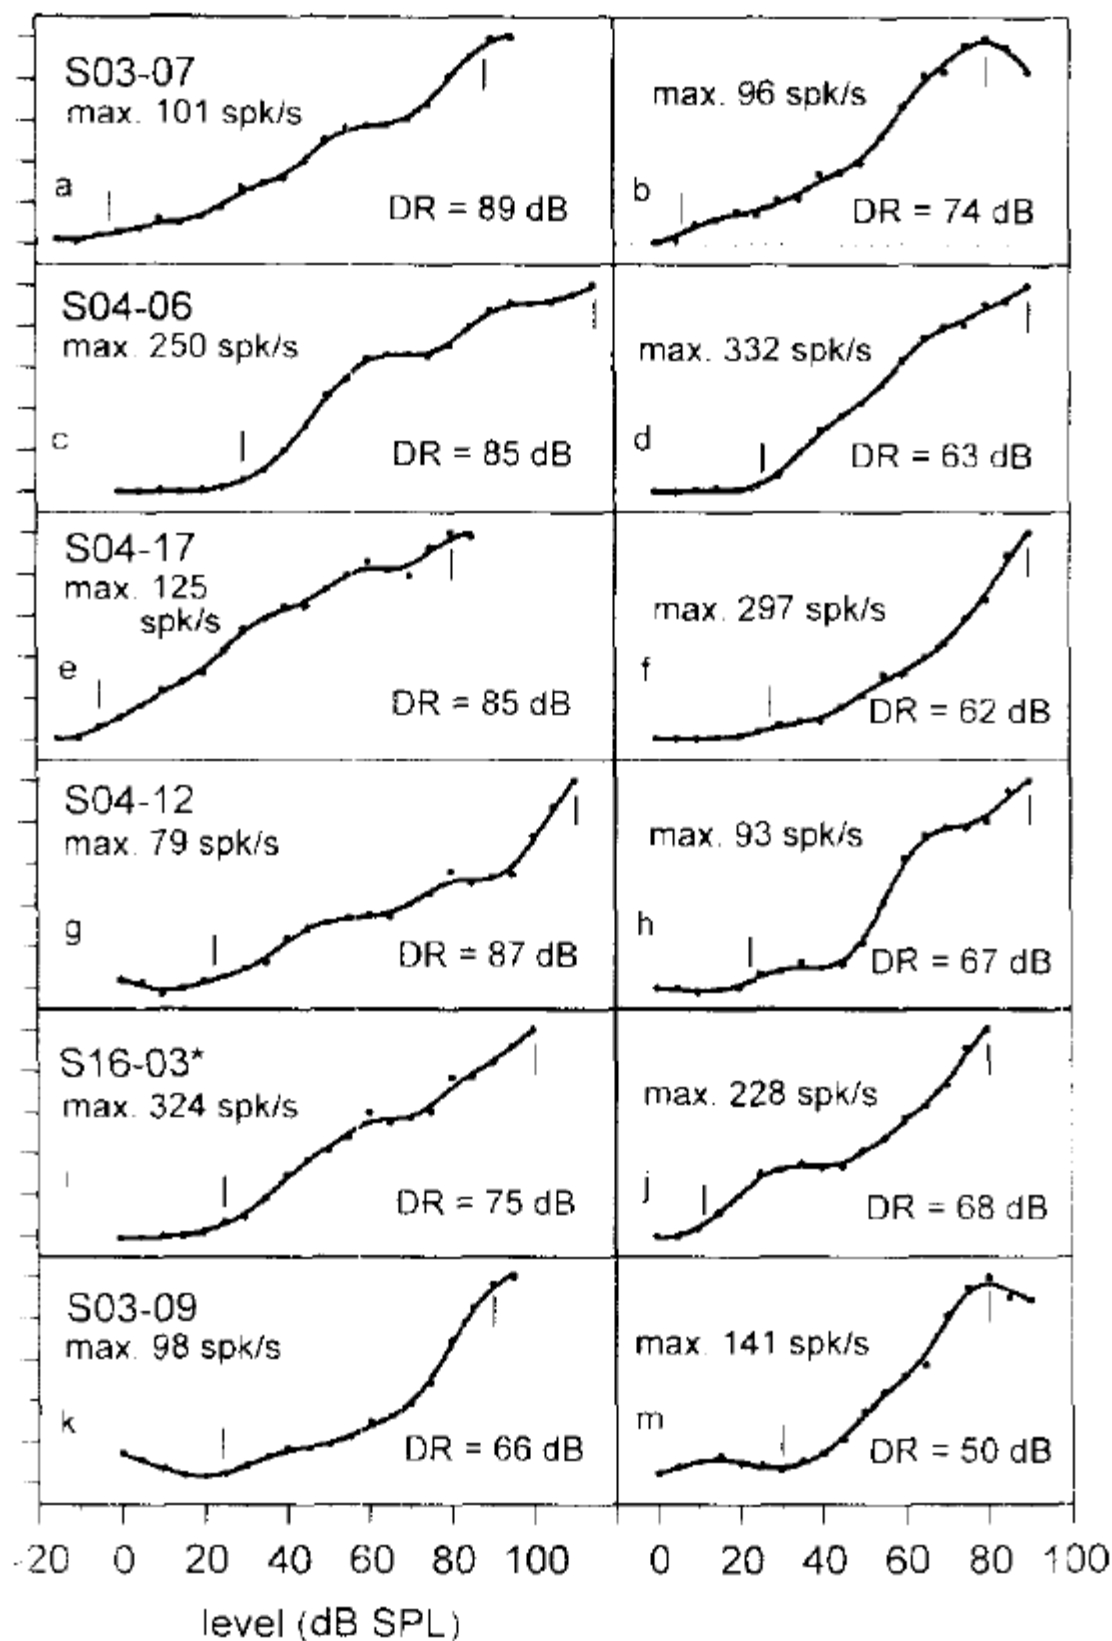 S03-07
max. 101 spk/s
a
DR = 89 dB
max. 96 spk/s
b
DR = 74 dB
S04-06
max. 250 spk/s
c
DR = 85 dB
max. 332 spk/s
d
DR = 63 dB
S04-17
max. 125
spk/s
e
DR = 85 dB
max. 297 spk/s
f
DR = 62 dB
S04-12
max. 79 spk/s
g
DR = 87 dB
max. 93 spk/s
h
DR = 67 dB
S16-03*
max. 324 spk/s
i
DR = 75 dB
max. 228 spk/s
j
DR = 68 dB
S03-09
max. 98 spk/s
k
DR = 66 dB
max. 141 spk/s
m
DR = 50 dB
-20 0 20 40 60 80 100 0 20 40 60 80 100
level (dB SPL)